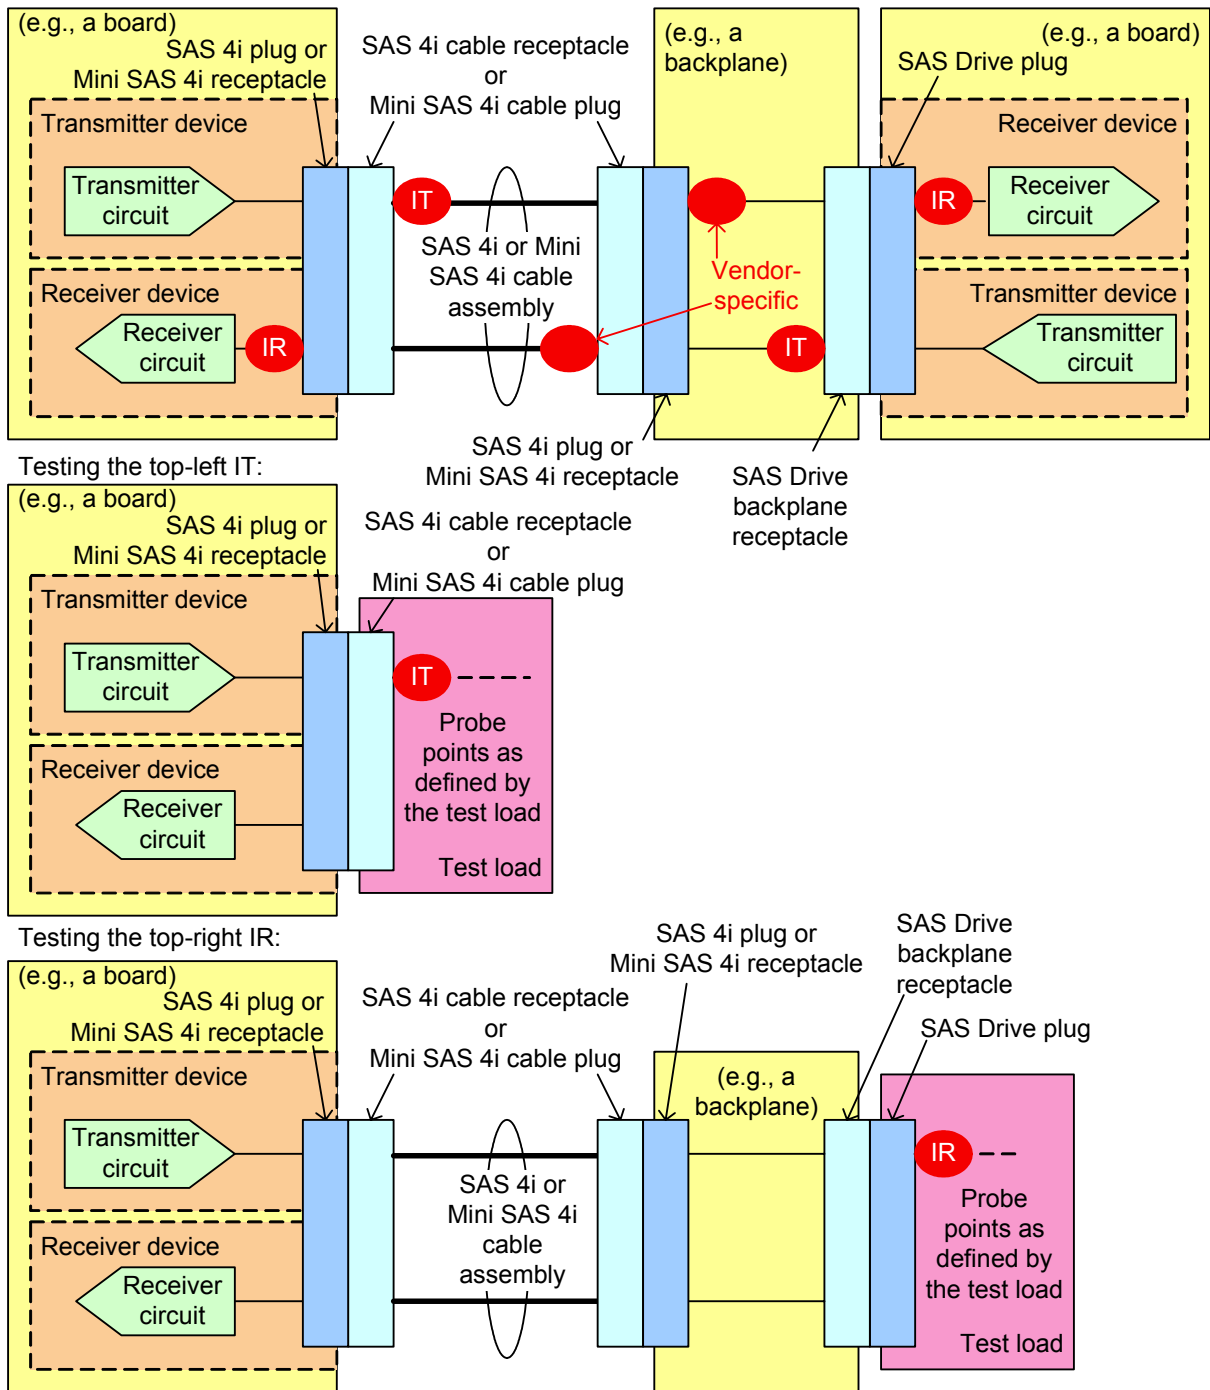 (e.g., a board)
SAS 4i plug or
Mini SAS 4i receptacle
SAS 4i cable receptacle
or
Mini SAS 4i cable plug
(e.g., a
backplane)
(e.g., a board)
SAS Drive plug
Transmitter device
Transmitter
circuit
IT
IR
Receiver device
Receiver
circuit
SAS 4i or Mini
SAS 4i cable
assembly
Vendor-
specific
Receiver device
Receiver
circuit
IR
IT
Transmitter device
Transmitter
circuit
SAS 4i plug or
Mini SAS 4i receptacle
SAS Drive
backplane
receptacle
Testing the top-left IT:
(e.g., a board)
SAS 4i plug or
Mini SAS 4i receptacle
SAS 4i cable receptacle
or
Mini SAS 4i cable plug
Transmitter device
Transmitter
circuit
IT
Receiver device
Receiver
circuit
Probe
points as
defined by
the test load
Test load
Testing the top-right IR:
(e.g., a board)
SAS 4i plug or
Mini SAS 4i receptacle
SAS 4i cable receptacle
or
Mini SAS 4i cable plug
SAS 4i plug or
Mini SAS 4i receptacle
SAS Drive
backplane
receptacle
SAS Drive plug
Transmitter device
Transmitter
circuit
(e.g., a
backplane)
IR
Receiver device
Receiver
circuit
SAS 4i or
Mini SAS 4i
cable
assembly
Probe
points as
defined by
the test load
Test load